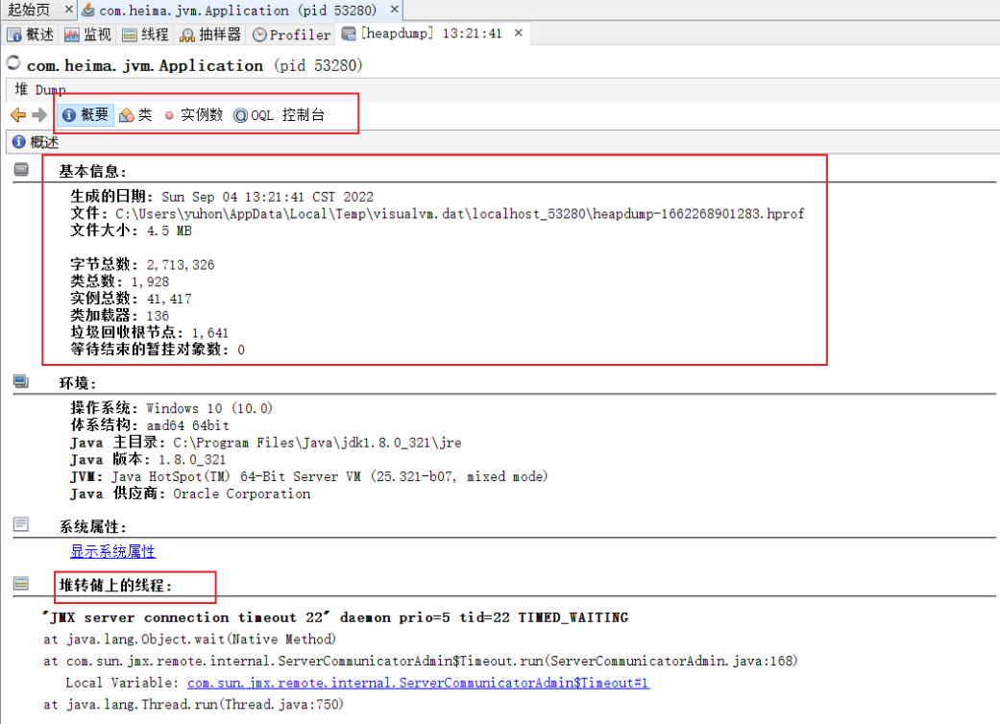 起始页 × com.heima.jvm.Application (pid 53280) ×
概述 监视 线程 抽样器 Profiler [heapdump] 13:21:41 ×
com.heima.jvm.Application (pid 53280)
堆 Dump
概要 类 实例数 OQL 控制台
概述
基本信息:
生成的日期: Sun Sep 04 13:21:41 CST 2022
文件: C:\Users\yuhon\AppData\Local\Temp\visualvm.dat\localhost_53280\heapdump-1662268901283.hprof
文件大小: 4.5 MB
字节总数: 2,713,326
类总数: 1,928
实例总数: 41,417
类加载器: 136
垃圾回收根节点: 1,641
等待结束的暂挂对象数: 0
环境:
操作系统: Windows 10 (10.0)
体系结构: amd64 64bit
Java 主目录: C:\Program Files\Java\jdk1.8.0_321\jre
Java 版本: 1.8.0_321
JVM: Java HotSpot(TM) 64-Bit Server VM (25.321-b07, mixed mode)
Java 供应商: Oracle Corporation
系统属性:
显示系统属性
堆转储上的线程:
"JMX server connection timeout 22" daemon prio=5 tid=22 TIMED_WAITING
at java.lang.Object.wait(Native Method)
at com.sun.jmx.remote.internal.ServerCommunicatorAdmin$Timeout.run(ServerCommunicatorAdmin.java:168)
Local Variable: com.sun.jmx.remote.internal.ServerCommunicatorAdmin$Timeout#1
at java.lang.Thread.run(Thread.java:750)